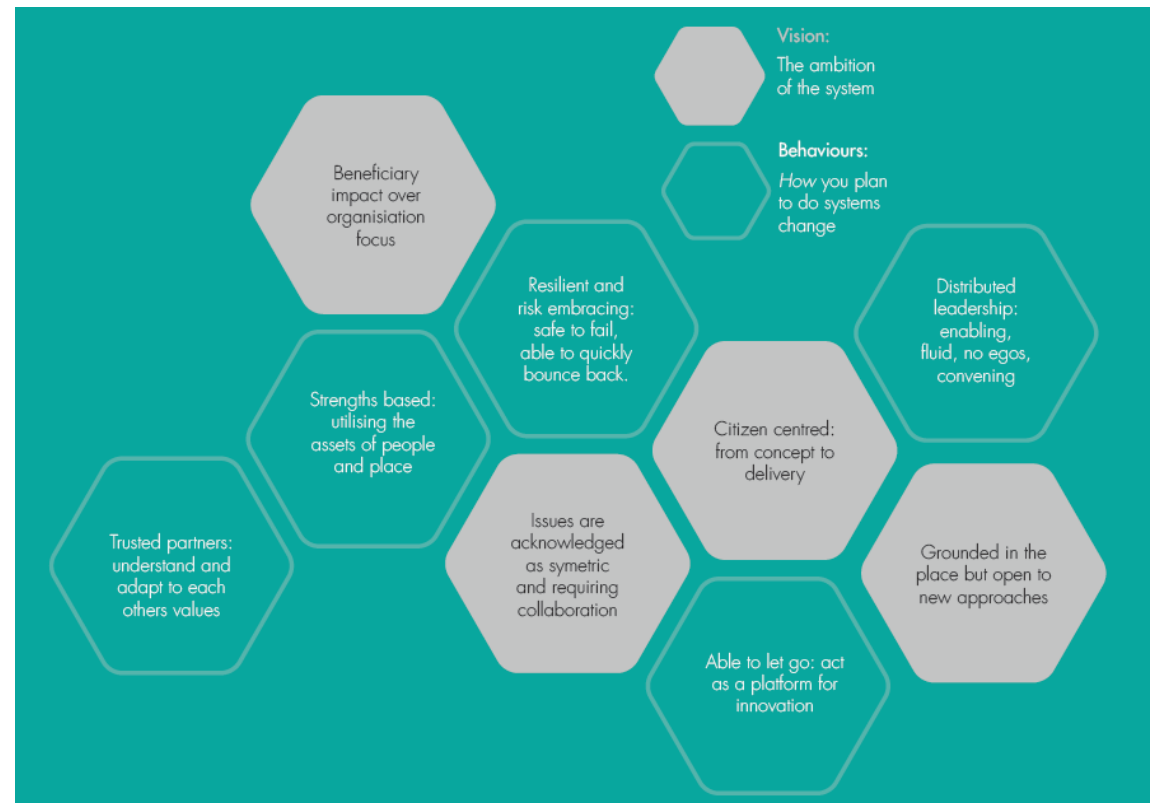 Vision:
The ambition
of the system
Behaviours:
How you plan
to do systems
change
Beneficiary
impact over
organisiation
focus
Resilient and
risk embracing:
safe to fail,
able to quickly
bounce back.
Distributed
leadership:
enabling,
fluid, no egos,
convening
Strengths based:
utilising the
assets of people
and place
Citizen centred:
from concept to
delivery
Trusted partners:
understand and
adapt to each
others values
Issues are
acknowledged
as symetric
and requiring
collaboration
Grounded in the
place but open to
new approaches
Able to let go: act
as a platform for
innovation